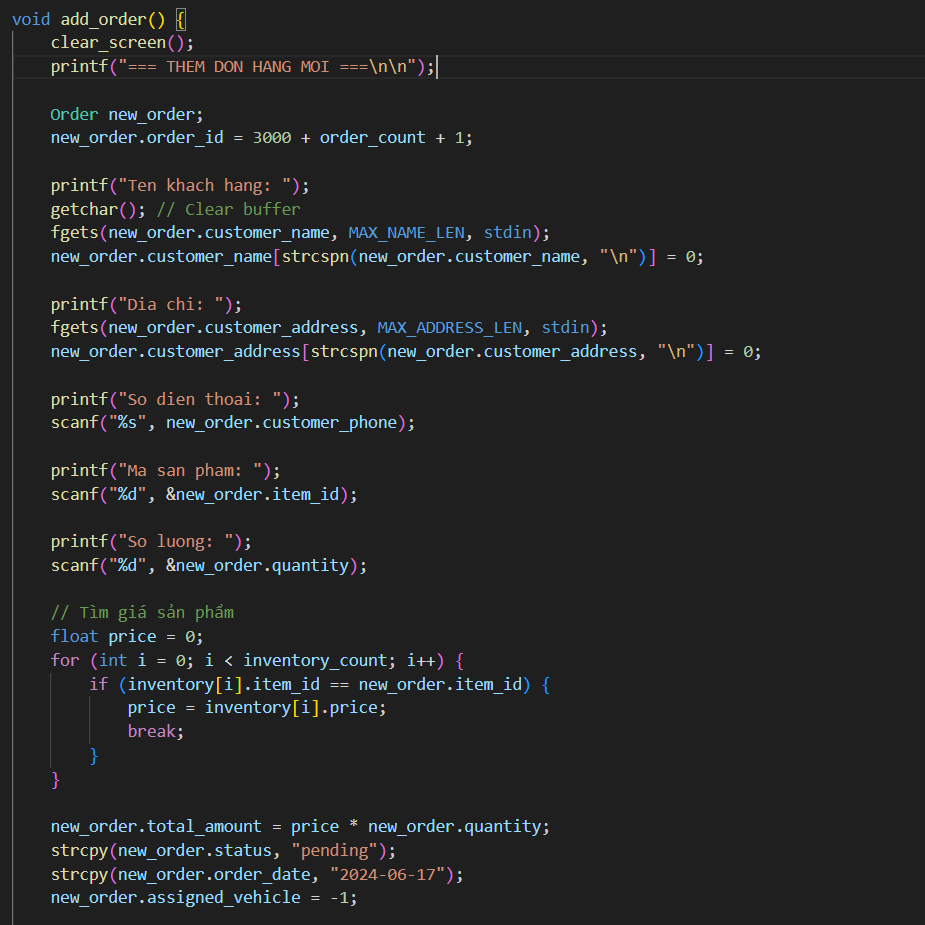 void add_order() {
    clear_screen();
    printf("=== THEM DON HANG MOI ===\n\n");

    Order new_order;
    new_order.order_id = 3000 + order_count + 1;

    printf("Ten khach hang: ");
    getchar(); // Clear buffer
    fgets(new_order.customer_name, MAX_NAME_LEN, stdin);
    new_order.customer_name[strcspn(new_order.customer_name, "\n")] = 0;

    printf("Dia chi: ");
    fgets(new_order.customer_address, MAX_ADDRESS_LEN, stdin);
    new_order.customer_address[strcspn(new_order.customer_address, "\n")] = 0;

    printf("So dien thoai: ");
    scanf("%s", new_order.customer_phone);

    printf("Ma san pham: ");
    scanf("%d", &new_order.item_id);

    printf("So luong: ");
    scanf("%d", &new_order.quantity);

    // Tìm giá sản phẩm
    float price = 0;
    for (int i = 0; i < inventory_count; i++) {
        if (inventory[i].item_id == new_order.item_id) {
            price = inventory[i].price;
            break;
        }
    }

    new_order.total_amount = price * new_order.quantity;
    strcpy(new_order.status, "pending");
    strcpy(new_order.order_date, "2024-06-17");
    new_order.assigned_vehicle = -1;